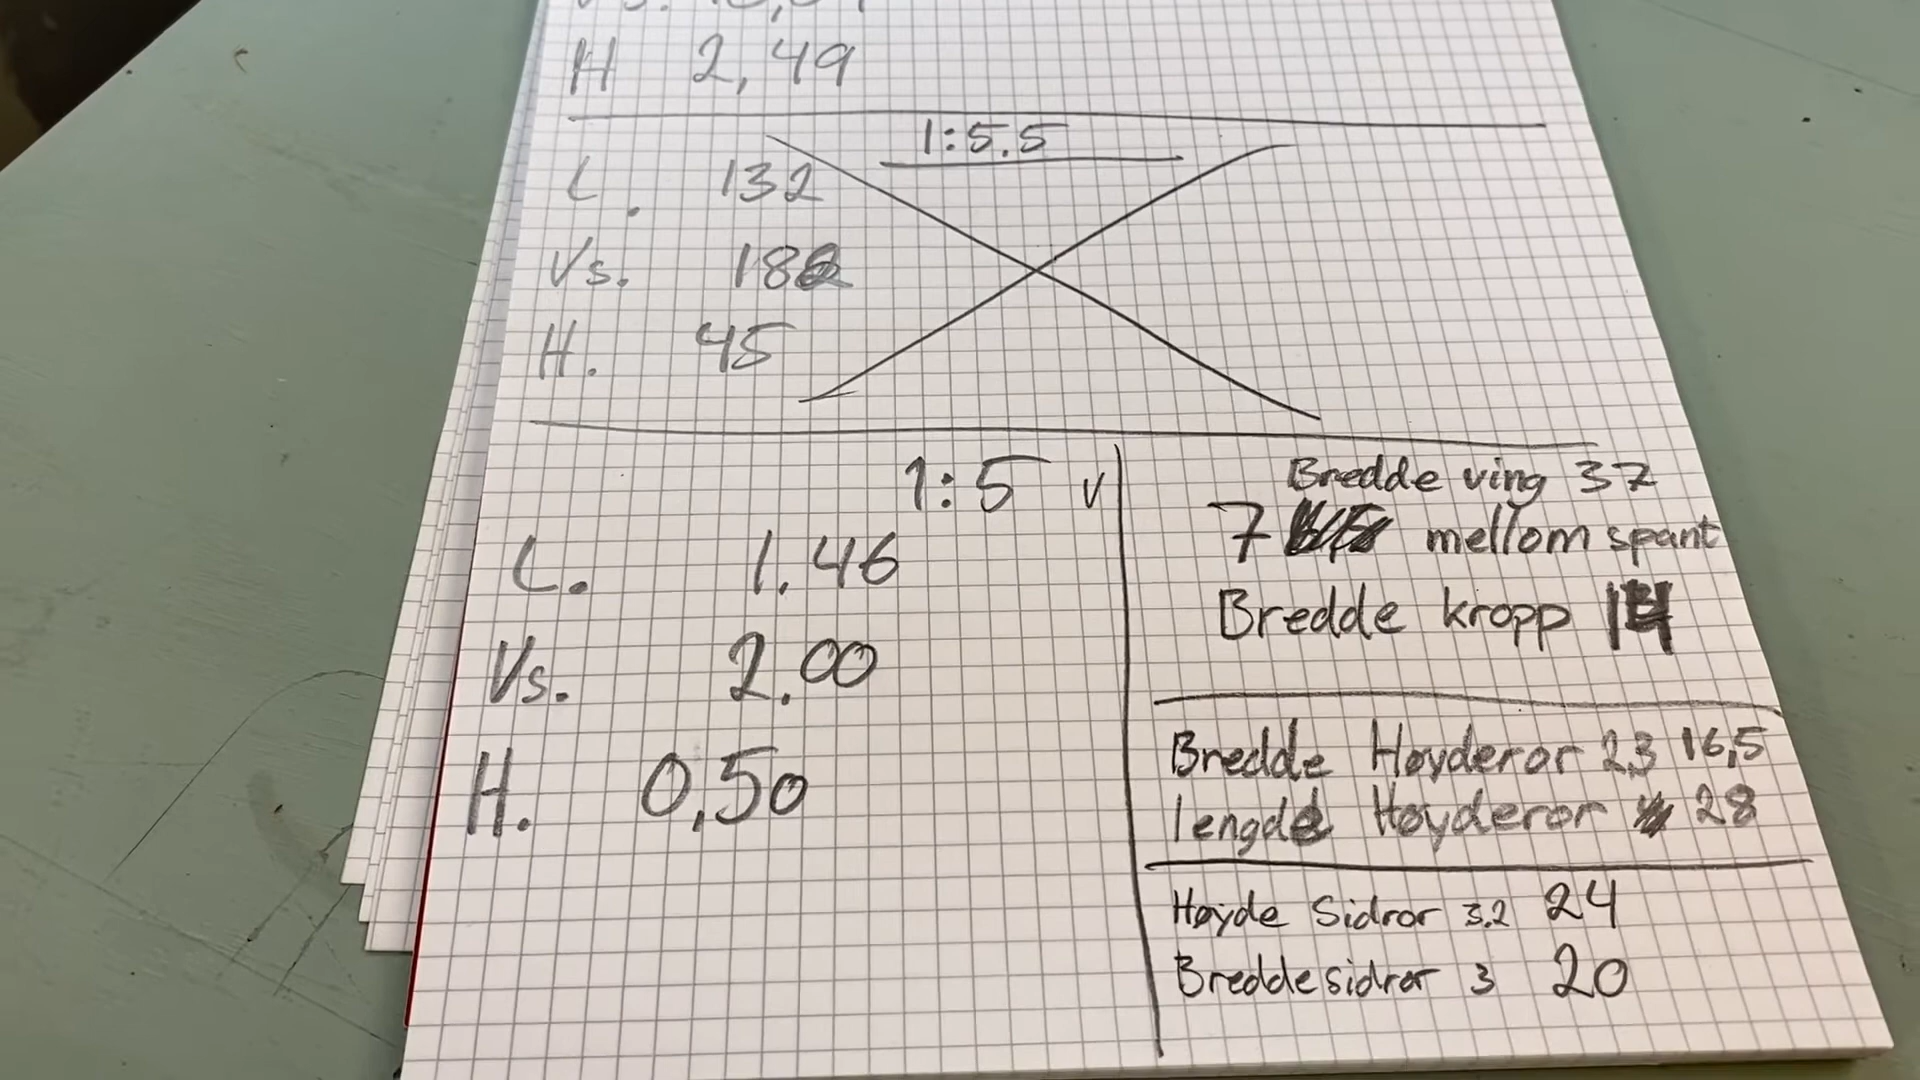 H 2,49
1:5.5
L. 132
Vs. 182
H. 45
1:5 v
L. 1.46
Vs. 2.00
H. 0,50
Bredde ving 37
7 mellom spant
Bredde kropp 14
Bredde Høyderor 2,3 16,5
lengde Høyderor 28
Høyde Sidror 3.2 24
Bredde sidror 3 20